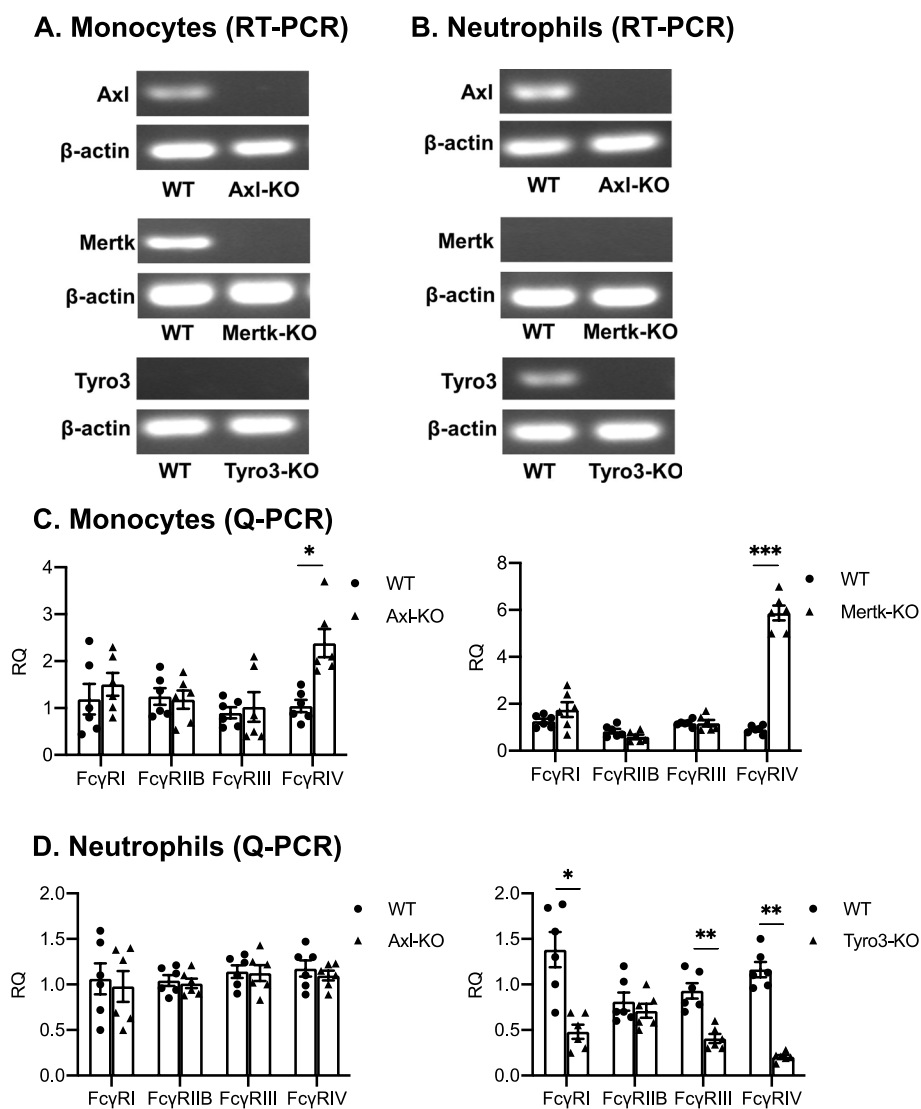 A. Monocytes (RT-PCR)
Axl
β-actin
WT Axl-KO
Mertk
β-actin
WT Mertk-KO
Tyro3
β-actin
WT Tyro3-KO
B. Neutrophils (RT-PCR)
Axl
β-actin
WT Axl-KO
Mertk
β-actin
WT Mertk-KO
Tyro3
β-actin
WT Tyro3-KO
C. Monocytes (Q-PCR)
RQ
4
3
2
1
0
*
WT
Axl-KO
FcγRI FcγRIIB FcγRIII FcγRIV
RQ
8
6
4
2
0
***
WT
Mertk-KO
FcγRI FcγRIIB FcγRIII FcγRIV
D. Neutrophils (Q-PCR)
RQ
2.0
1.5
1.0
0.5
0.0
WT
Axl-KO
FcγRI FcγRIIB FcγRIII FcγRIV
RQ
2.0
1.5
1.0
0.5
0.0
*
**
**
WT
Tyro3-KO
FcγRI FcγRIIB FcγRIII FcγRIV